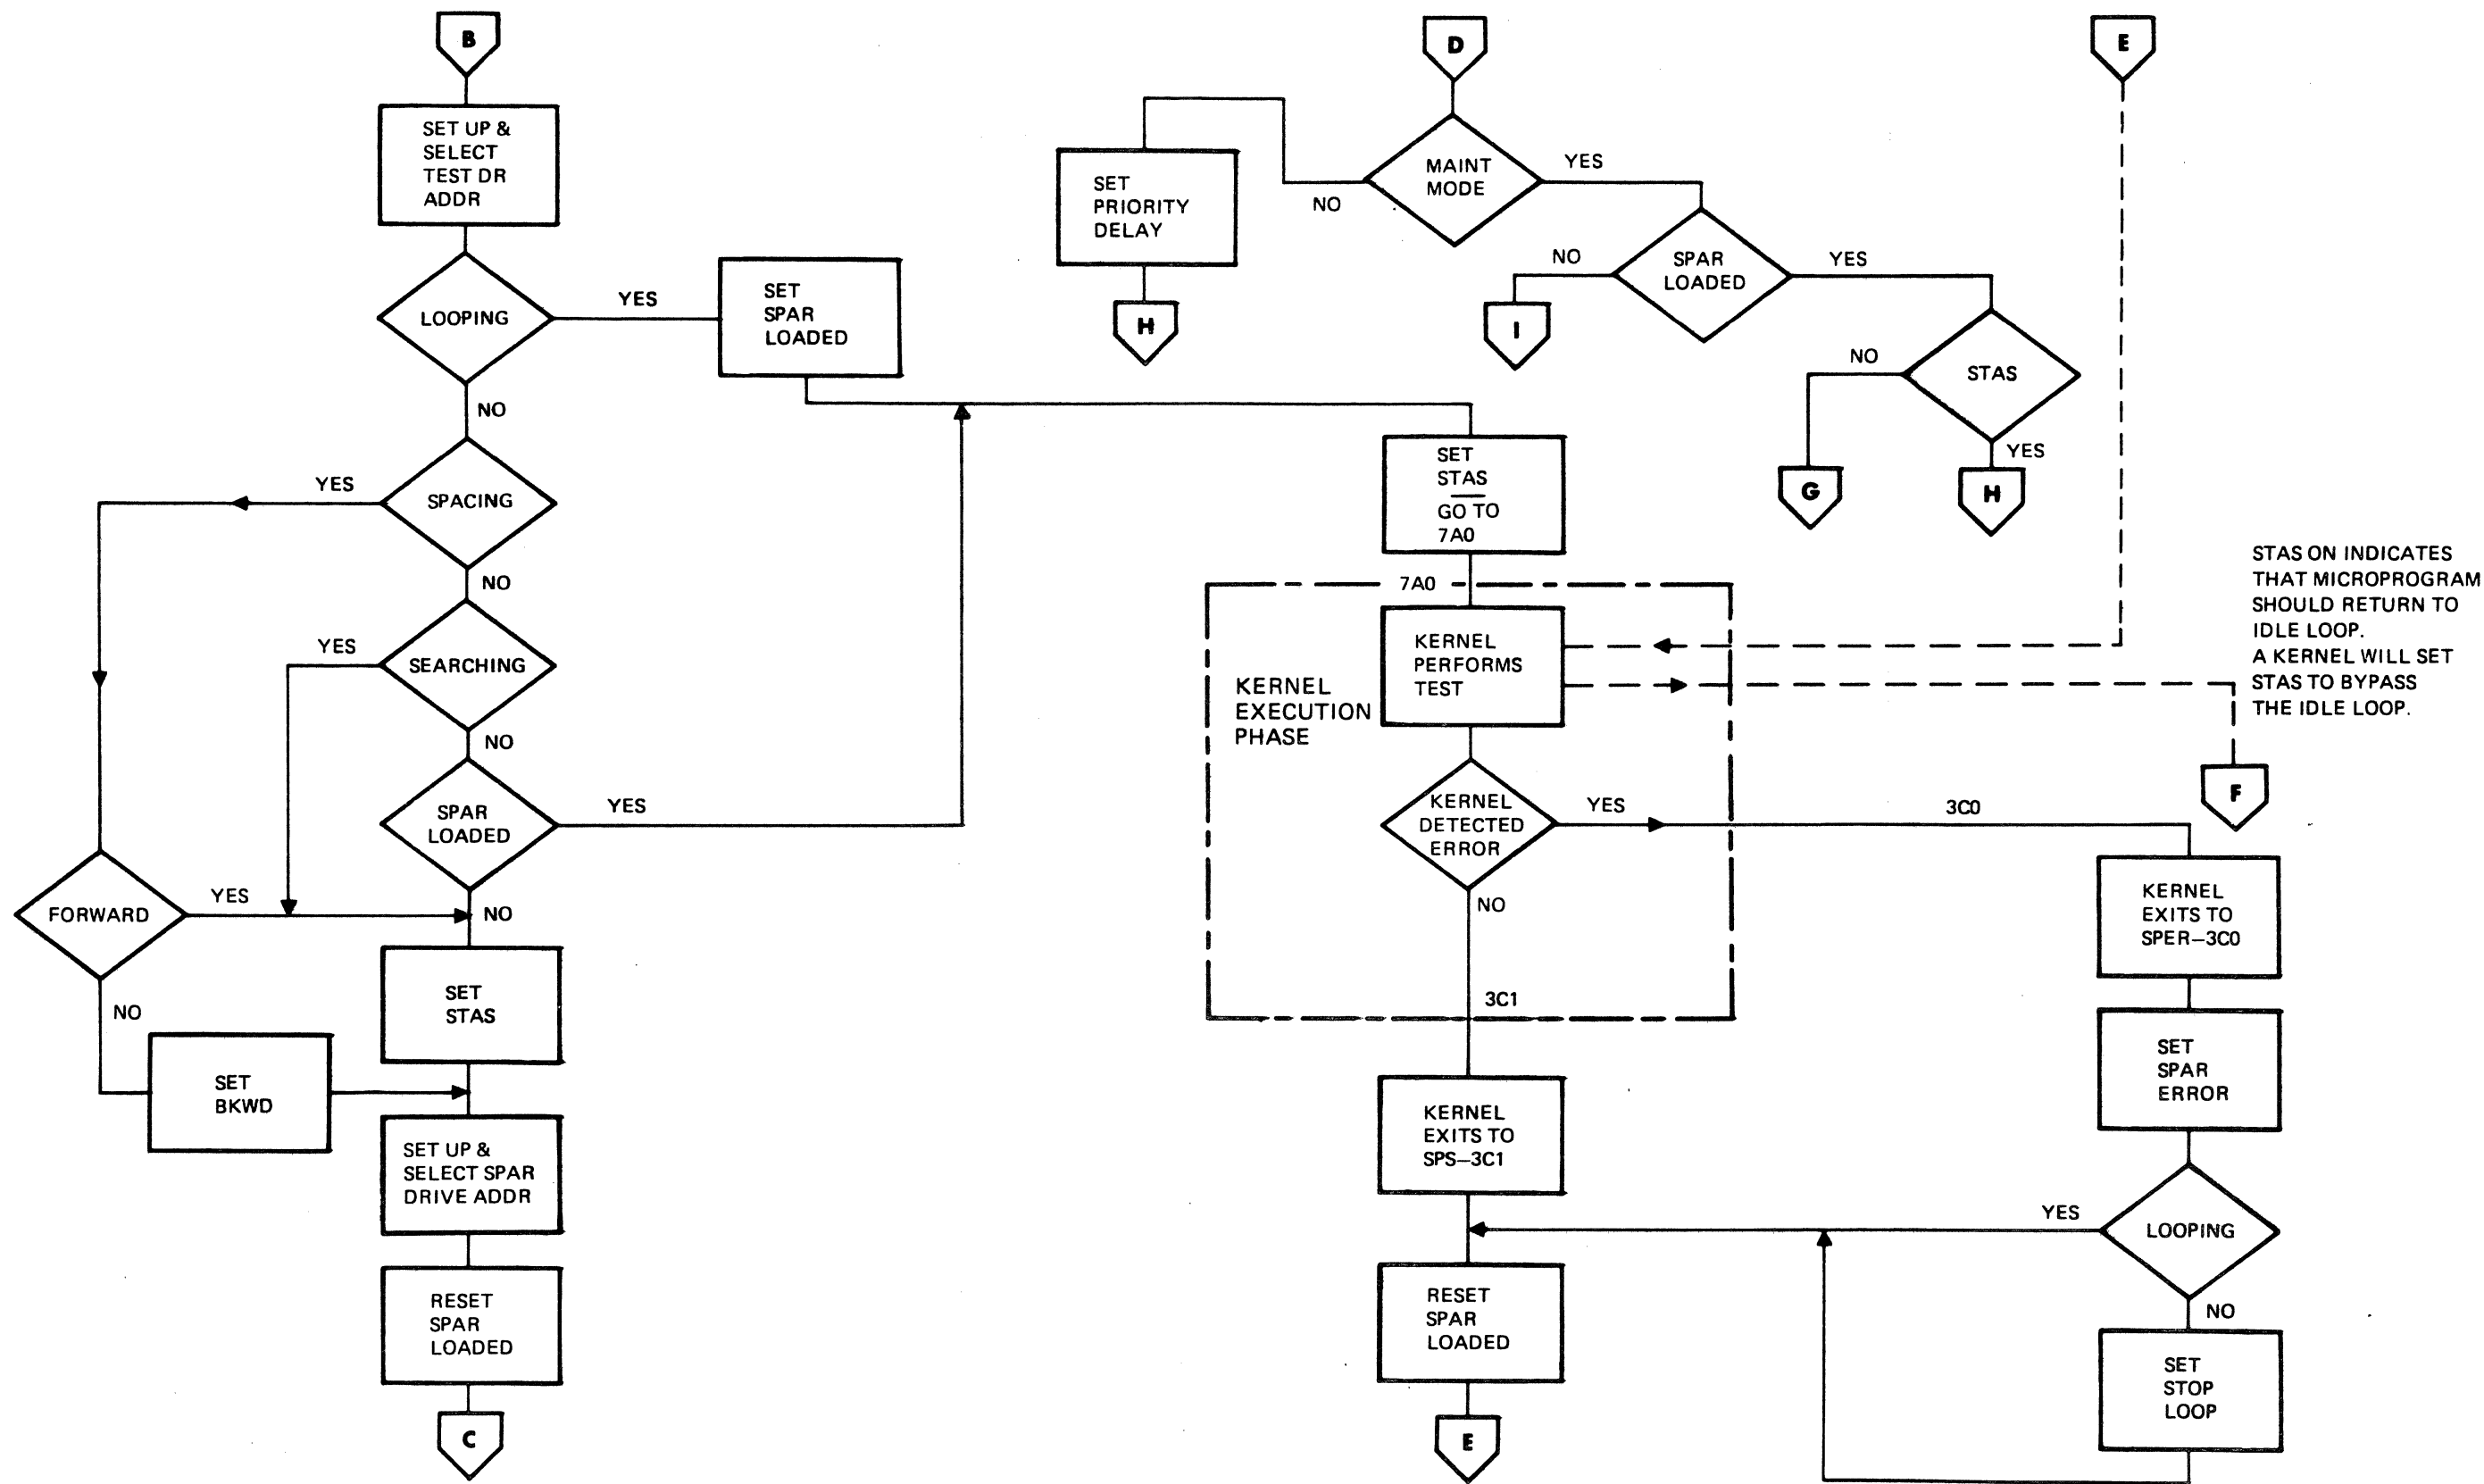 B
SET UP &
SELECT
TEST DR
ADDR
LOOPING
YES
NO
SET
SPAR
LOADED
SPACING
YES
NO
SEARCHING
YES
NO
SPAR
LOADED
YES
NO
FORWARD
YES
NO
SET
STAS
SET
BKWD
SET UP &
SELECT SPAR
DRIVE ADDR
RESET
SPAR
LOADED
C
D
MAINT
MODE
YES
NO
SET
PRIORITY
DELAY
H
SPAR
LOADED
NO
YES
I
STAS
NO
YES
G
H
SET
STAS
GO TO
7A0
7A0
KERNEL
PERFORMS
TEST
KERNEL
EXECUTION
PHASE
KERNEL
DETECTED
ERROR
YES
NO
3C0
3C1
KERNEL
EXITS TO
SPS–3C1
RESET
SPAR
LOADED
E
E
STAS ON INDICATES
THAT MICROPROGRAM
SHOULD RETURN TO
IDLE LOOP.
A KERNEL WILL SET
STAS TO BYPASS
THE IDLE LOOP.
F
KERNEL
EXITS TO
SPER–3C0
SET
SPAR
ERROR
LOOPING
YES
NO
SET
STOP
LOOP